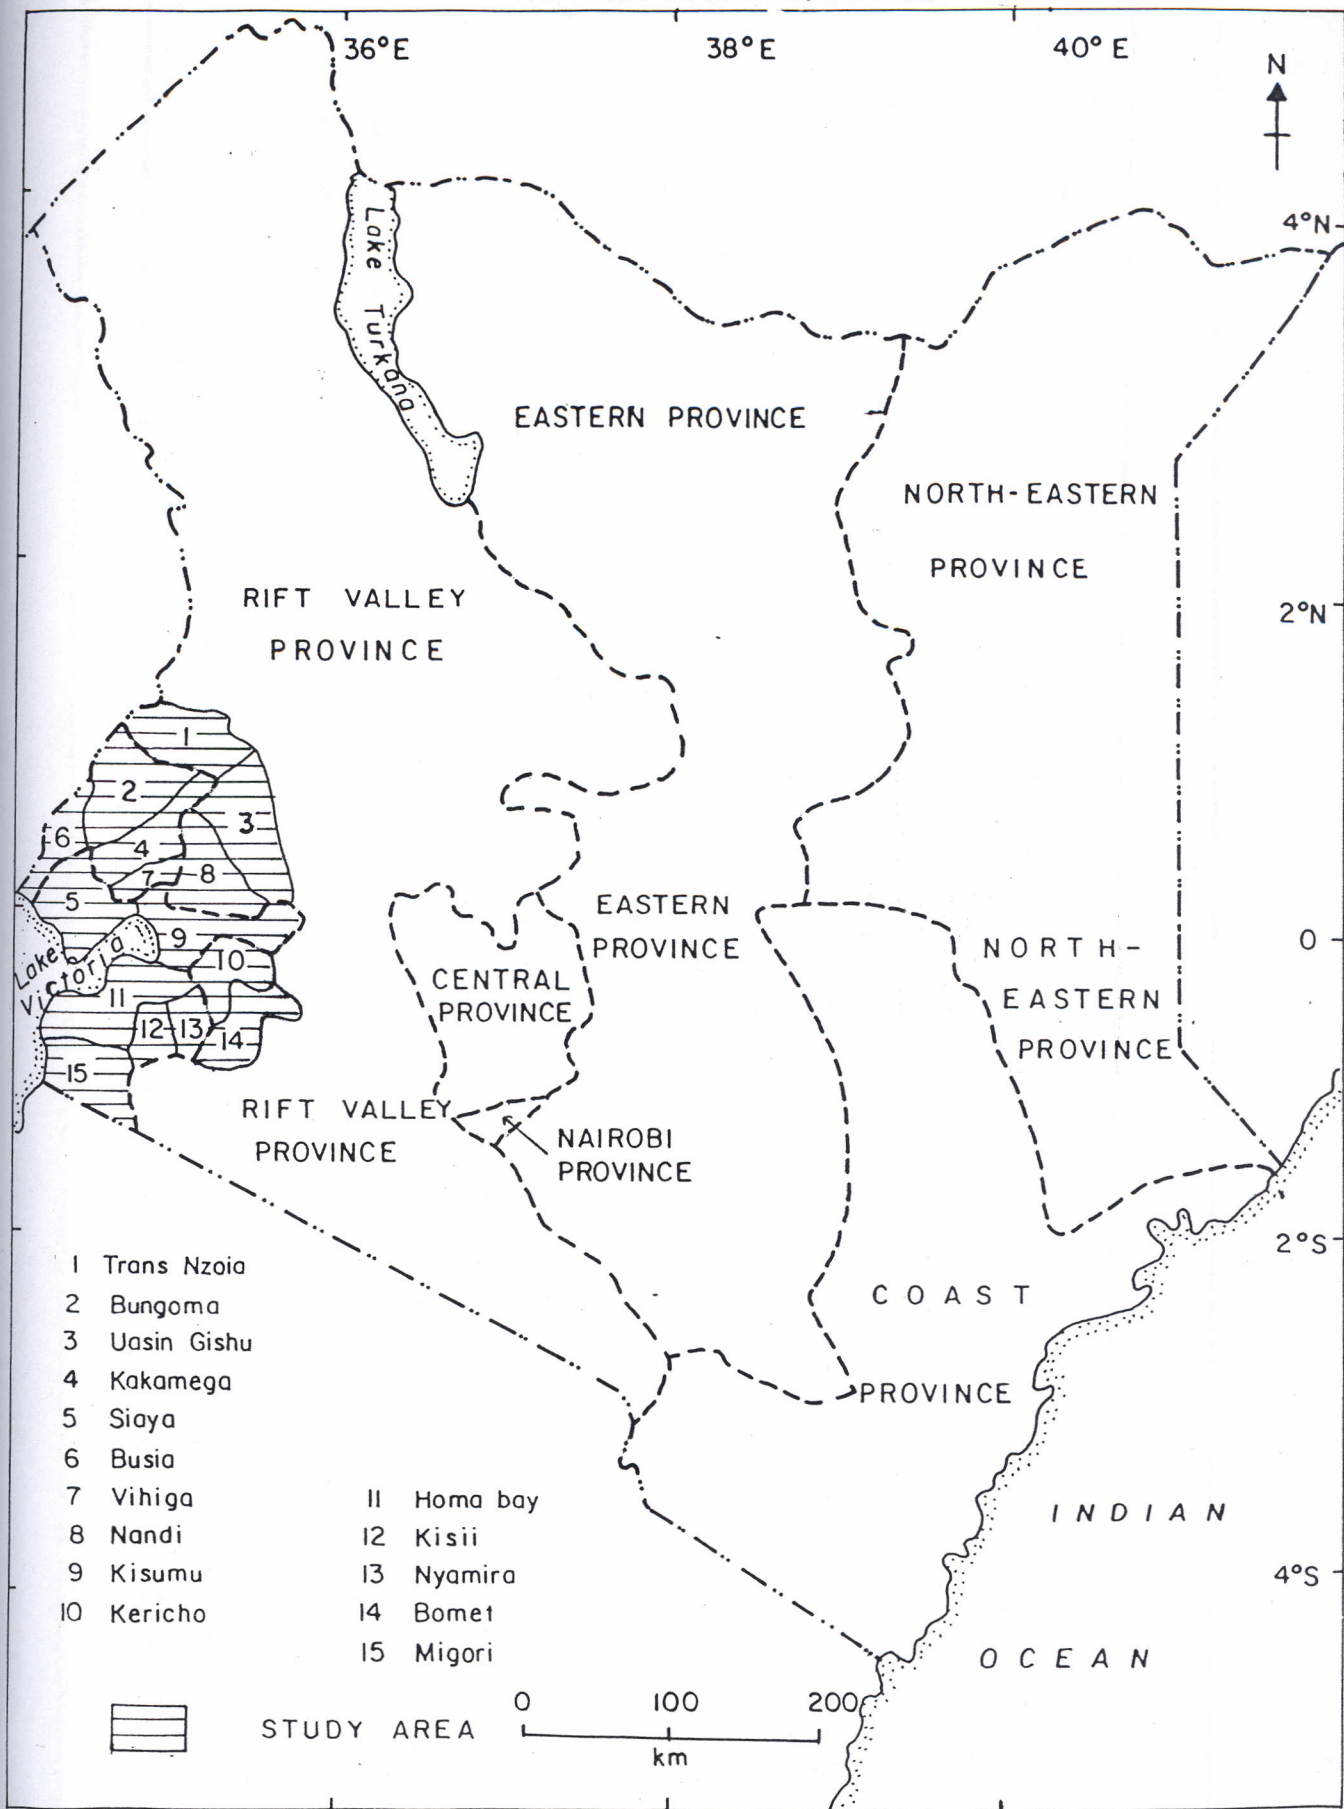 36°E 38°E 40°E
N
4°N
Lake Turkana
EASTERN PROVINCE
NORTH-EASTERN
PROVINCE
2°N
RIFT VALLEY
PROVINCE
1
2
3
6
4
7
8
5
9
10
11
12
13
14
15
Lake
Victoria
EASTERN
PROVINCE
CENTRAL
PROVINCE
NORTH-
EASTERN
PROVINCE
0
RIFT VALLEY
PROVINCE
NAIROBI
PROVINCE
2°S
COAST
PROVINCE
1 Trans Nzoia
2 Bungoma
3 Uasin Gishu
4 Kakamega
5 Siaya
6 Busia
7 Vihiga
8 Nandi
9 Kisumu
10 Kericho
11 Homa bay
12 Kisii
13 Nyamira
14 Bomet
15 Migori
INDIAN
OCEAN
4°S
STUDY AREA
0 100 200
km